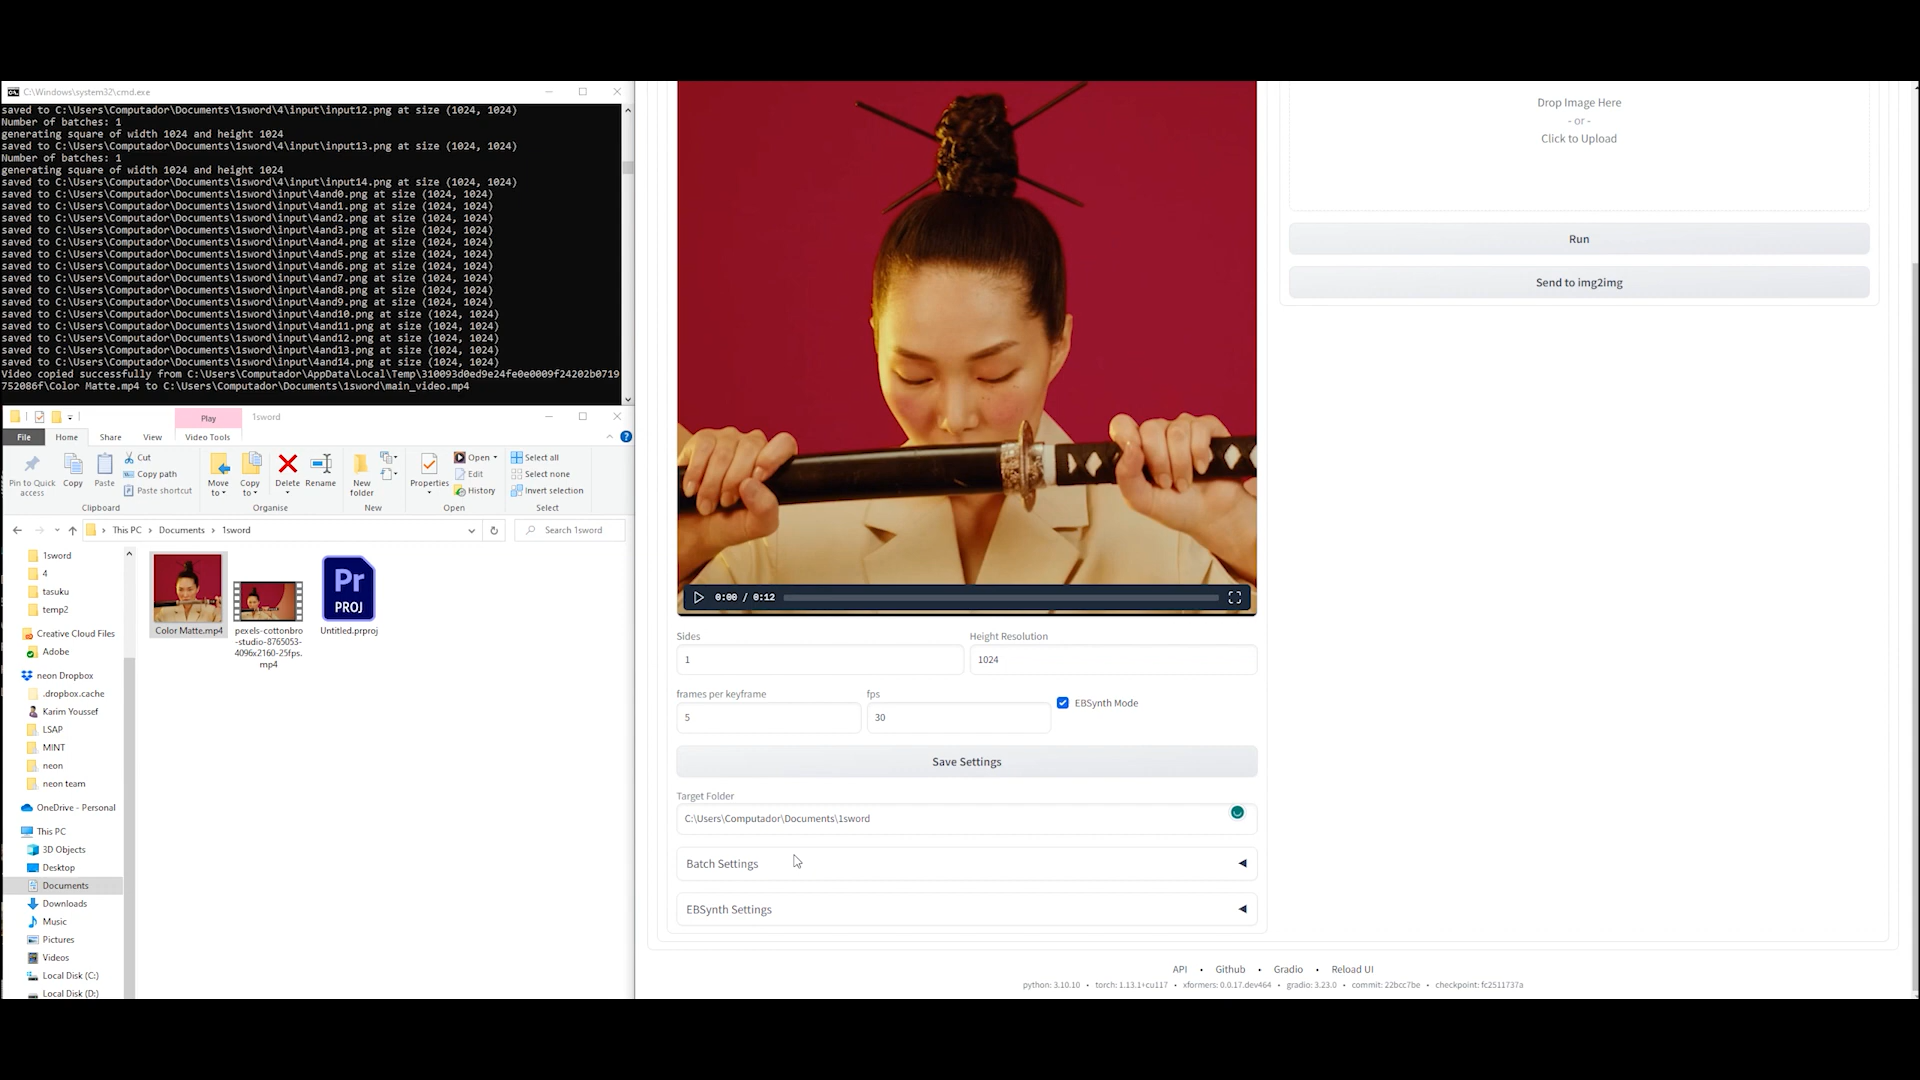 C:\Windows\system32\cmd.exe
saved to C:\Users\Computador\Documents\1sword\4\input\input12.png at size (1024, 1024)
Number of batches: 1
generating square of width 1024 and height 1024
saved to C:\Users\Computador\Documents\1sword\4\input\input13.png at size (1024, 1024)
Number of batches: 1
generating square of width 1024 and height 1024
saved to C:\Users\Computador\Documents\1sword\4\input\input14.png at size (1024, 1024)
saved to C:\Users\Computador\Documents\1sword\input\4and0.png at size (1024, 1024)
saved to C:\Users\Computador\Documents\1sword\input\4and1.png at size (1024, 1024)
saved to C:\Users\Computador\Documents\1sword\input\4and2.png at size (1024, 1024)
saved to C:\Users\Computador\Documents\1sword\input\4and3.png at size (1024, 1024)
saved to C:\Users\Computador\Documents\1sword\input\4and4.png at size (1024, 1024)
saved to C:\Users\Computador\Documents\1sword\input\4and5.png at size (1024, 1024)
saved to C:\Users\Computador\Documents\1sword\input\4and6.png at size (1024, 1024)
saved to C:\Users\Computador\Documents\1sword\input\4and7.png at size (1024, 1024)
saved to C:\Users\Computador\Documents\1sword\input\4and8.png at size (1024, 1024)
saved to C:\Users\Computador\Documents\1sword\input\4and9.png at size (1024, 1024)
saved to C:\Users\Computador\Documents\1sword\input\4and10.png at size (1024, 1024)
saved to C:\Users\Computador\Documents\1sword\input\4and11.png at size (1024, 1024)
saved to C:\Users\Computador\Documents\1sword\input\4and12.png at size (1024, 1024)
saved to C:\Users\Computador\Documents\1sword\input\4and13.png at size (1024, 1024)
saved to C:\Users\Computador\Documents\1sword\input\4and14.png at size (1024, 1024)
Video copied successfully from C:\Users\Computador\AppData\Local\Temp\310093d0ed9e24fe0e0009f24202b0719
752086f\Color Matte.mp4 to C:\Users\Computador\Documents\1sword\main_video.mp4
Play
1sword
File
Home
Share
View
Video Tools
Pin to Quick
access
Copy
Paste
Cut
Copy path
Paste shortcut
Clipboard
Move
to
Copy
to
Delete
Rename
Organise
New
folder
New
Properties
Open
Edit
History
Open
Select all
Select none
Invert selection
Select
This PC
Documents
1sword
Search 1sword
1sword
4
tasuku
temp2
Creative Cloud Files
Adobe
neon Dropbox
.dropbox.cache
Karim Youssef
LSAP
MINT
neon
neon team
OneDrive - Personal
This PC
3D Objects
Desktop
Documents
Downloads
Music
Pictures
Videos
Local Disk (C:)
Local Disk (D:)
Color Matte.mp4
pexels-cottonbro
-studio-8765053-
4096x2160-25fps.
mp4
Pr
PROJ
Untitled.prproj
0:00 / 0:12
Sides
1
Height Resolution
1024
frames per keyframe
5
fps
30
EBSynth Mode
Save Settings
Target Folder
C:\Users\Computador\Documents\1sword
Batch Settings
EBSynth Settings
Drop Image Here
- or -
Click to Upload
Run
Send to img2img
API • Github • Gradio • Reload UI
python: 3.10.10 • torch: 1.13.1+cu117 • xformers: 0.0.17.dev464 • gradio: 3.23.0 • commit: 22bcc7be • checkpoint: fc2511737a